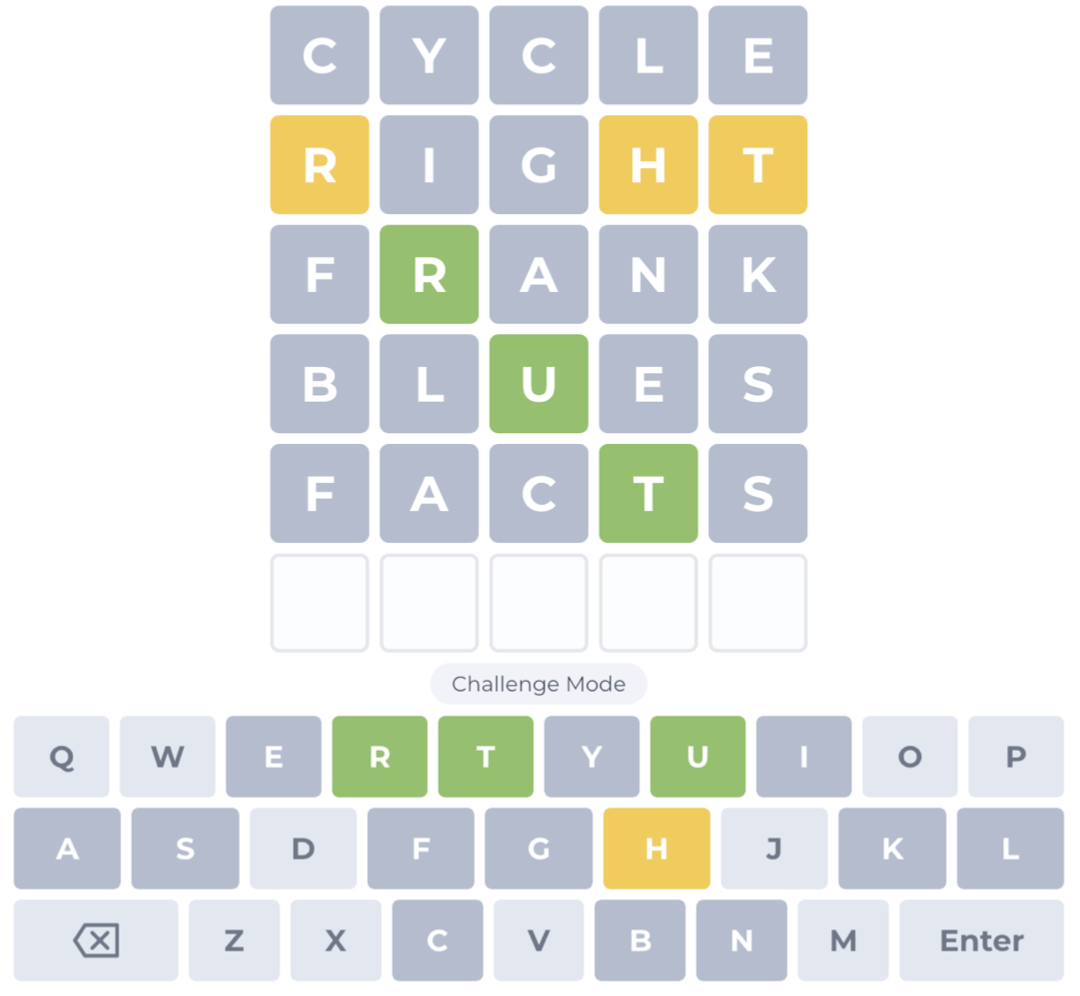 C Y C L E
R I G H T
F R A N K
B L U E S
F A C T S
Challenge Mode
Q W E R T Y U I O P
A S D F G H J K L
Z X C V B N M Enter